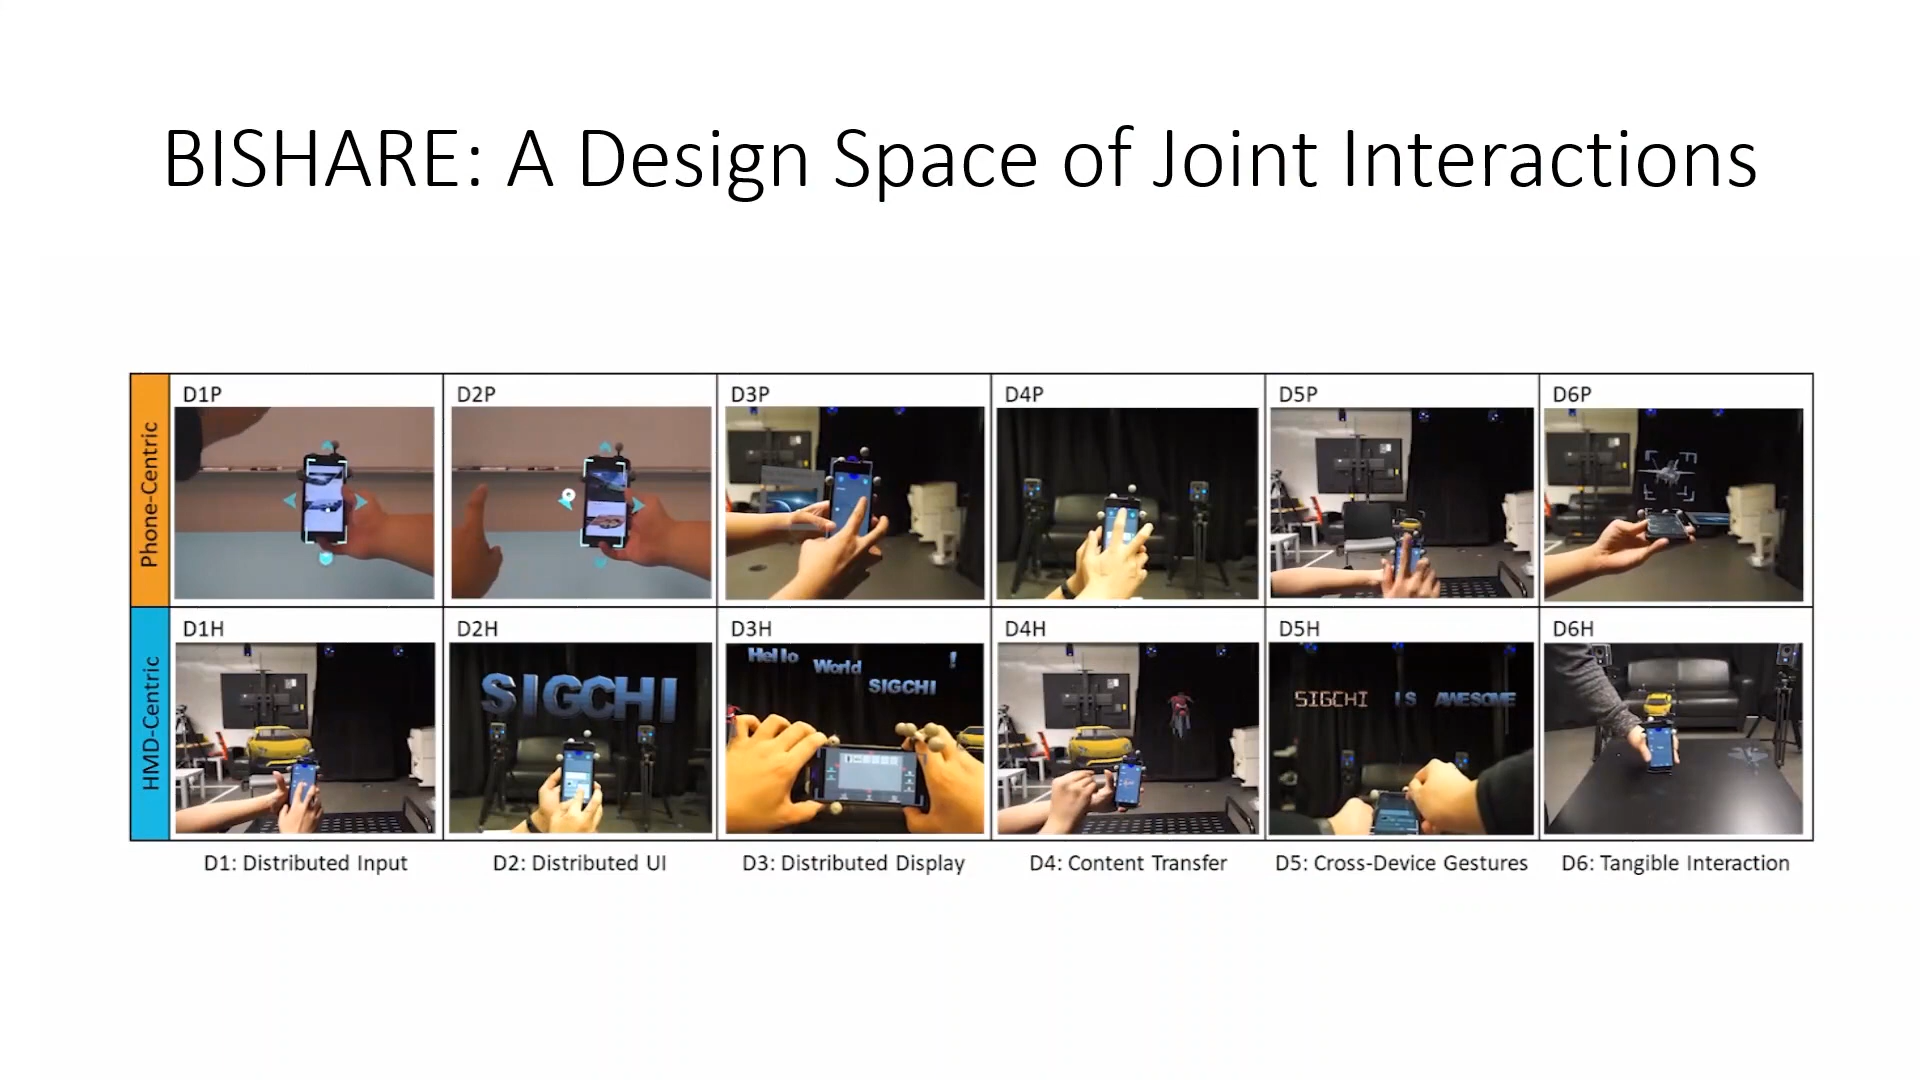 BISHARE: A Design Space of Joint Interactions
Phone-Centric
D1P
D2P
D3P
D4P
D5P
D6P
HMD-Centric
D1H
D2H
SIGCHI
D3H
Hello World !
SIGCHI
D4H
D5H
SIGCHI IS AWESOME
D6H
D1: Distributed Input
D2: Distributed UI
D3: Distributed Display
D4: Content Transfer
D5: Cross-Device Gestures
D6: Tangible Interaction